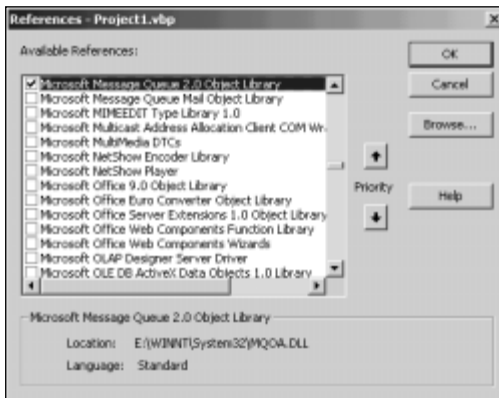 References - Project1.vbp
Available References:
Microsoft Message Queue 2.0 Object Library
Microsoft Message Queue Mail Object Library
Microsoft MIMEEDIT Type Library 1.0
Microsoft Multicast Address Allocation Client COM Wr
Microsoft MultiMedia DTCs
Microsoft NetShow Encoder Library
Microsoft NetShow Player
Microsoft Office 9.0 Object Library
Microsoft Office Euro Converter Object Library
Microsoft Office Server Extensions 1.0 Object Library
Microsoft Office Web Components Function Library
Microsoft Office Web Components Wizards
Microsoft OLAP Designer Server Driver
Microsoft OLE DB ActiveX Data Objects 1.0 Library
OK
Cancel
Browse...
Priority
Help
Microsoft Message Queue 2.0 Object Library
Location: E:\WINNT\System32\MQOA.DLL
Language: Standard